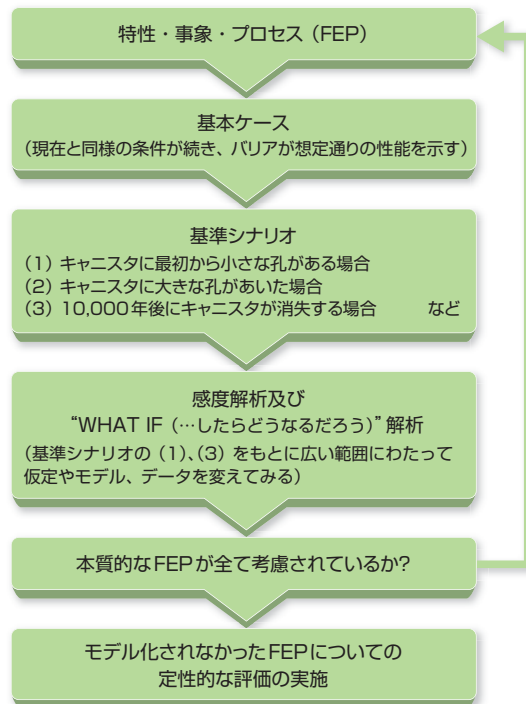 特性・事象・プロセス（FEP）
基本ケース
（現在と同様の条件が続き、バリアが想定通りの性能を示す）
基準シナリオ
（1）キャニスタに最初から小さな孔がある場合
（2）キャニスタに大きな孔があいた場合
（3）10,000年後にキャニスタが消失する場合　　　など
感度解析及び
“WHAT IF（…したらどうなるだろう）”解析
（基準シナリオの（1）、（3）をもとに広い範囲にわたって
仮定やモデル、データを変えてみる）
本質的なFEPが全て考慮されているか?
モデル化されなかったFEPについての
定性的な評価の実施